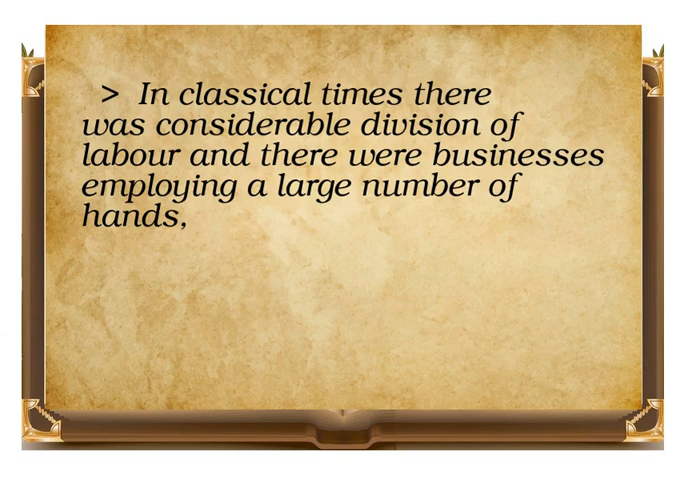 > In classical times there
was considerable division of
labour and there were businesses
employing a large number of
hands,